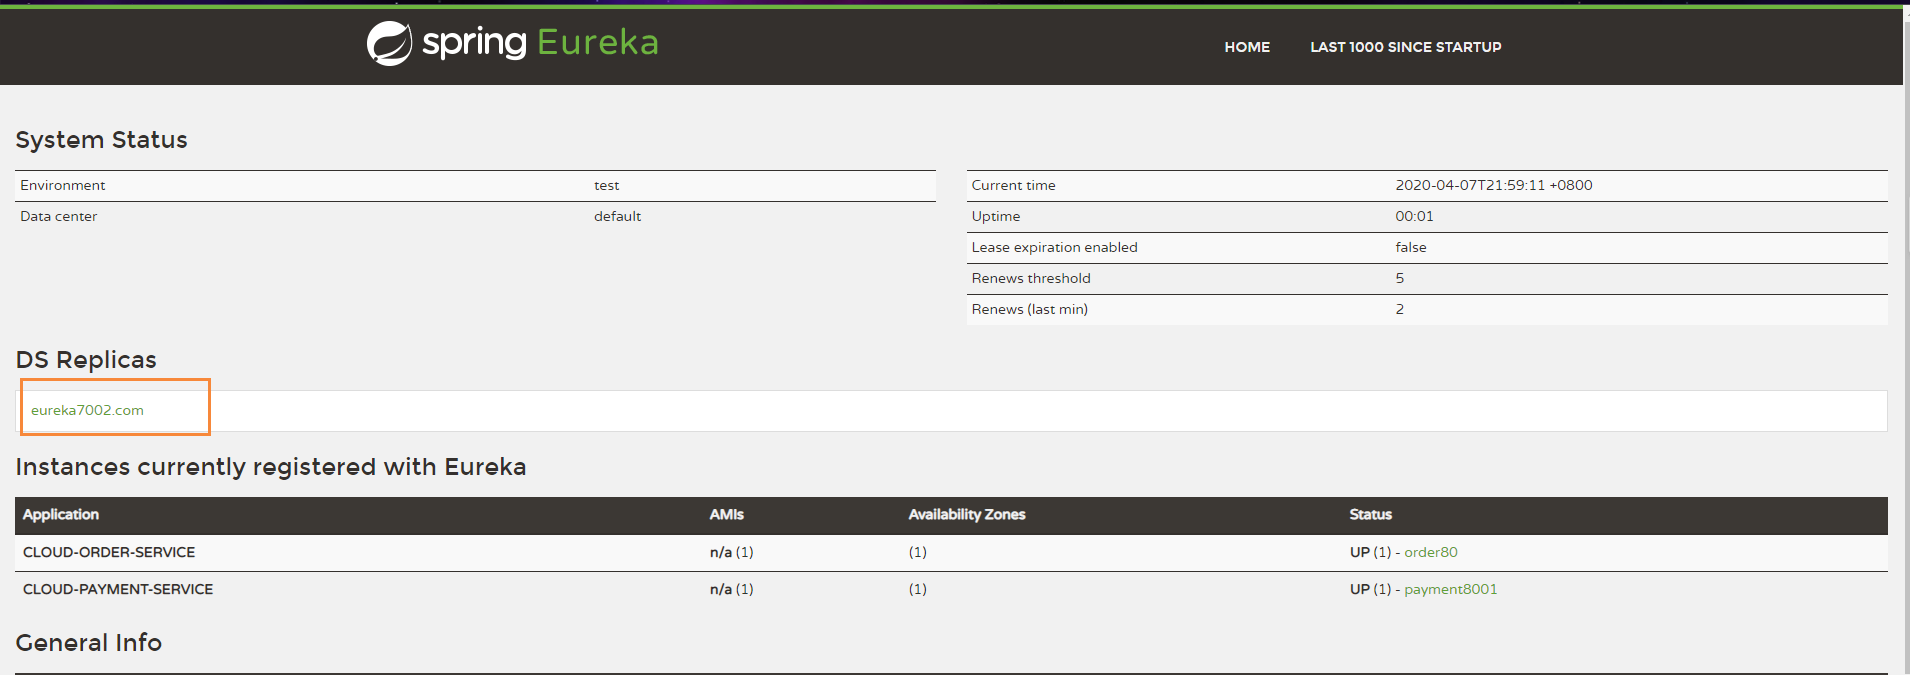 spring Eureka
HOME LAST 1000 SINCE STARTUP
System Status
Environment test
Data center default
Current time 2020-04-07T21:59:11 +0800
Uptime 00:01
Lease expiration enabled false
Renews threshold 5
Renews (last min) 2
DS Replicas
eureka7002.com
Instances currently registered with Eureka
Application AMIs Availability Zones Status
CLOUD-ORDER-SERVICE n/a (1) (1) UP (1) - order80
CLOUD-PAYMENT-SERVICE n/a (1) (1) UP (1) - payment8001
General Info